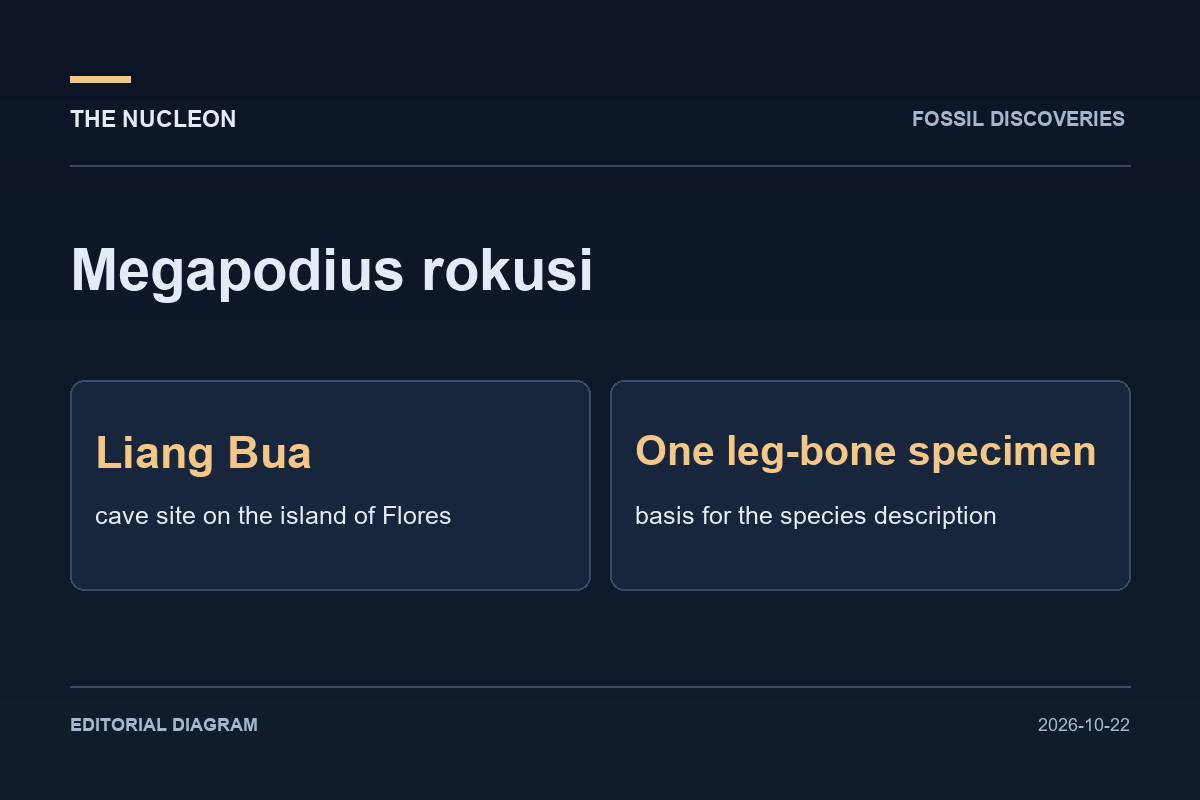 THE NUCLEON
FOSSIL DISCOVERIES
Megapodius rokusi
Liang Bua
cave site on the island of Flores
One leg-bone specimen
basis for the species description
EDITORIAL DIAGRAM
2026-10-22